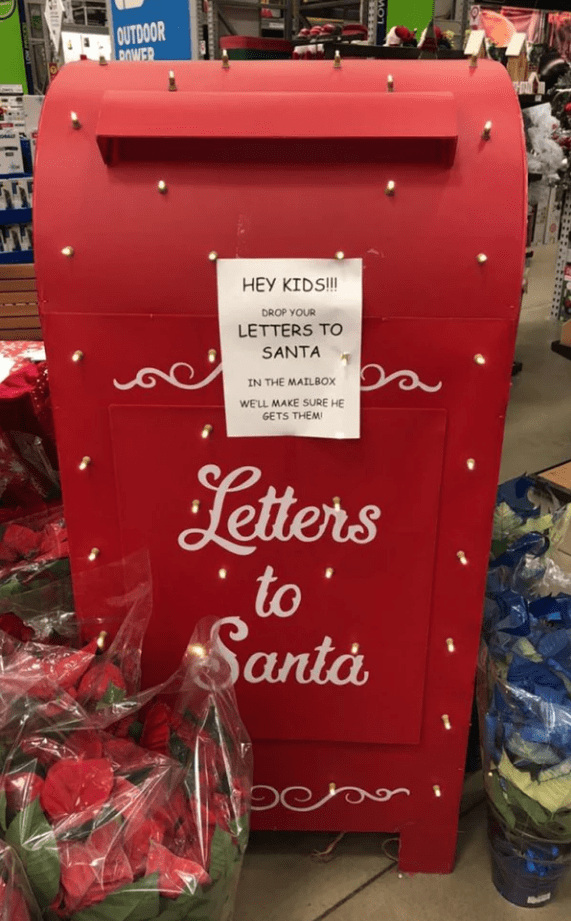 OUTDOOR
POWER
HEY KIDS!!!
DROP YOUR
LETTERS TO
SANTA
IN THE MAILBOX
WE'LL MAKE SURE HE
GETS THEM!
Letters
to
Santa